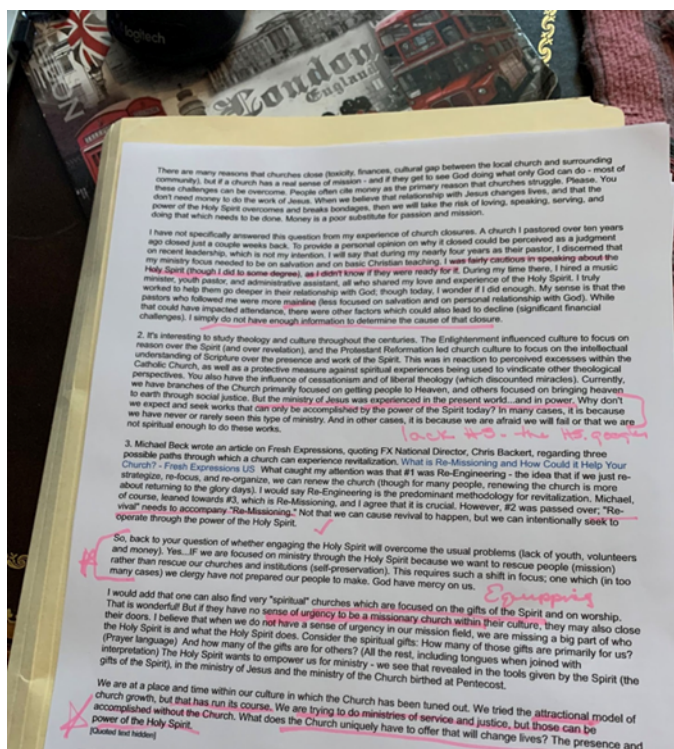 logitech
London
England
There are many reasons that churches close (toxicity, finances, cultural gap between the local church and surrounding
community), but if a church has a real sense of mission - and if they get to see God doing what only God can do - most of
these challenges can be overcome. People often cite money as the primary reason that churches struggle. Please. You
don't need money to do the work of Jesus. When we believe that relationship with Jesus changes lives, and that the
power of the Holy Spirit overcomes and breaks bondages, then we will take the risk of loving, speaking, serving, and
doing that which needs to be done. Money is a poor substitute for passion and mission.
I have not specifically answered this question from my experience of church closures. A church I pastored over ten years
ago closed just a couple weeks back. To provide a personal opinion on why it closed could be perceived as a judgment
on recent leadership, which is not my intention. I will say that during my nearly four years as their pastor, I discerned that
my ministry focus needed to be on salvation and on basic Christian teaching. I was fairly cautious in speaking about the
Holy Spirit (though I did to some degree), as I didn't know if they were ready for it. During my time there, I hired a music
minister, youth pastor, and administrative assistant, all who shared my love and experience of the Holy Spirit. I truly
worked to help them go deeper in their relationship with God; though today, I wonder if I did enough. My sense is that the
pastors who followed me were more mainline (less focused on salvation and on personal relationship with God). While
that could have impacted attendance, there were other factors which could also lead to decline (significant financial
challenges). I simply do not have enough information to determine the cause of that closure.
2. It's interesting to study theology and culture throughout the centuries. The Enlightenment influenced culture to focus on
reason over the Spirit (and over revelation), and the Protestant Reformation led church culture to focus on the intellectual
understanding of Scripture over the presence and work of the Spirit. This was in reaction to perceived excesses within the
Catholic Church, as well as a protective measure against spiritual experiences being used to vindicate other theological
perspectives. You also have the influence of cessationism and of liberal theology (which discounted miracles). Currently,
we have branches of the Church primarily focused on getting people to Heaven, and others focused on bringing heaven
to earth through social justice. But the ministry of Jesus was experienced in the present world...and in power. Why don't
we expect and seek works that can only be accomplished by the power of the Spirit today? In many cases, it is because
we have never or rarely seen this type of ministry. And in other cases, it is because we are afraid we will fail or that we are
not spiritual enough to do these works.
lack HS - the HS people
3. Michael Beck wrote an article on Fresh Expressions, quoting FX National Director, Chris Backert, regarding three
possible paths through which a church can experience revitalization. What is Re-Missioning and How Could it Help Your
Church? - Fresh Expressions US What caught my attention was that #1 was Re-Engineering - the idea that if we just re-
strategize, re-focus, and re-organize, we can renew the church (though for many people, renewing the church is more
about returning to the glory days). I would say Re-Engineering is the predominant methodology for revitalization. Michael,
of course, leaned towards #3, which is Re-Missioning, and I agree that it is crucial. However, #2 was passed over; "Re-
vival" needs to accompany "Re-Missioning." Not that we can cause revival to happen, but we can intentionally seek to
operate through the power of the Holy Spirit.
So, back to your question of whether engaging the Holy Spirit will overcome the usual problems (lack of youth, volunteers
and money). Yes...IF we are focused on ministry through the Holy Spirit because we want to rescue people (mission)
rather than rescue our churches and institutions (self-preservation). This requires such a shift in focus; one which (in too
many cases) we clergy have not prepared our people to make. God have mercy on us.
Equipping
I would add that one can also find very "spiritual" churches which are focused on the gifts of the Spirit and on worship.
That is wonderful! But if they have no sense of urgency to be a missionary church within their culture, they may also close
their doors. I believe that when we do not have a sense of urgency in our mission field, we are missing a big part of who
the Holy Spirit is and what the Holy Spirit does. Consider the spiritual gifts: How many of those gifts are primarily for us?
(Prayer language) And how many of the gifts are for others? (All the rest, including tongues when joined with
interpretation) The Holy Spirit wants to empower us for ministry - we see that revealed in the tools given by the Spirit (the
gifts of the Spirit), in the ministry of Jesus and the ministry of the Church birthed at Pentecost.
We are at a place and time within our culture in which the Church has been tuned out. We tried the attractional model of
church growth, but that has run its course. We are trying to do ministries of service and justice, but those can be
accomplished without the Church. What does the Church uniquely have to offer that will change lives? The presence and
power of the Holy Spirit.
[Quoted text hidden]